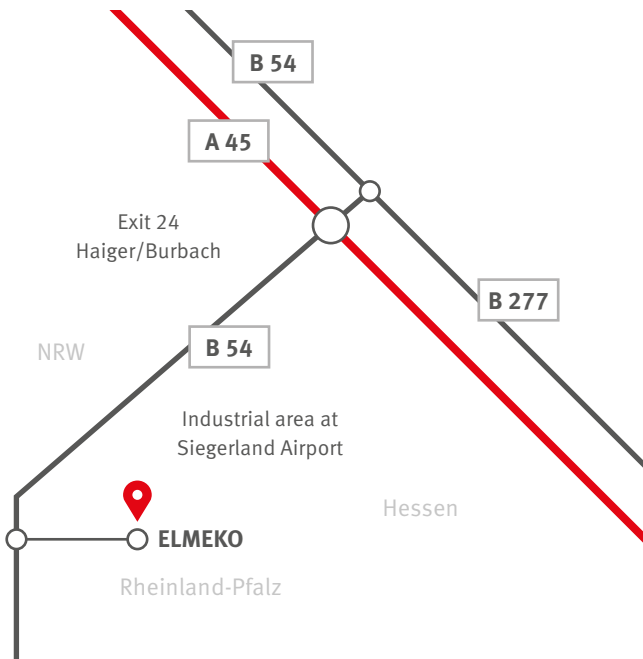 B 54
A 45
Exit 24
Haiger/Burbach
B 277
NRW
B 54
Industrial area at
Siegerland Airport
Hessen
ELMEKO
Rheinland-Pfalz